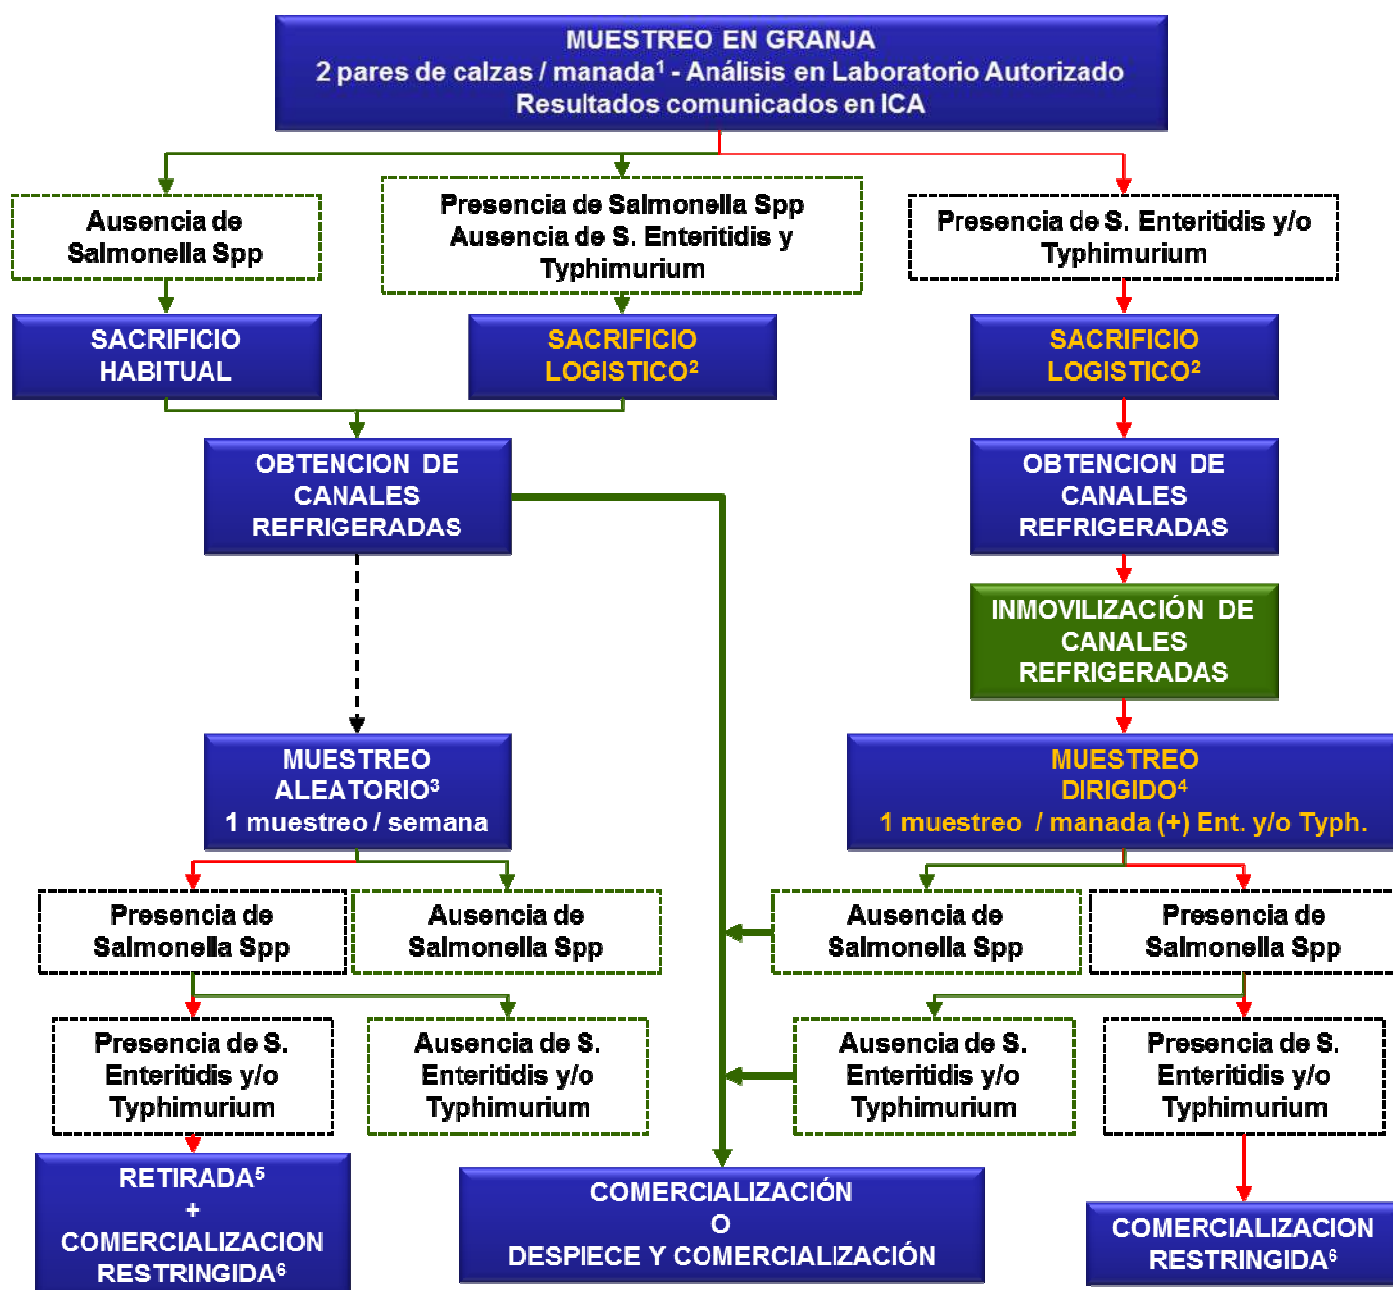 MUESTREO EN GRANJA
2 pares de calzas / manada¹ - Análisis en Laboratorio Autorizado
Resultados comunicados en ICA
Ausencia de
Salmonella Spp
Presencia de Salmonella Spp
Ausencia de S. Enteritidis y
Typhimurium
Presencia de S. Enteritidis y/o
Typhimurium
SACRIFICIO
HABITUAL
SACRIFICIO
LOGISTICO²
SACRIFICIO
LOGISTICO²
OBTENCION DE
CANALES
REFRIGERADAS
OBTENCION DE
CANALES
REFRIGERADAS
INMOVILIZACIÓN DE
CANALES
REFRIGERADAS
MUESTREO
ALEATORIO³
1 muestreo / semana
MUESTREO
DIRIGIDO⁴
1 muestreo / manada (+) Ent. y/o Typh.
Presencia de
Salmonella Spp
Ausencia de
Salmonella Spp
Ausencia de
Salmonella Spp
Presencia de
Salmonella Spp
Presencia de S.
Enteritidis y/o
Typhimurium
Ausencia de S.
Enteritidis y/o
Typhimurium
Ausencia de S.
Enteritidis y/o
Typhimurium
Presencia de S.
Enteritidis y/o
Typhimurium
RETIRADA⁵
+
COMERCIALIZACION
RESTRINGIDA⁶
COMERCIALIZACIÓN
O
DESPIECE Y COMERCIALIZACIÓN
COMERCIALIZACION
RESTRINGIDA⁶